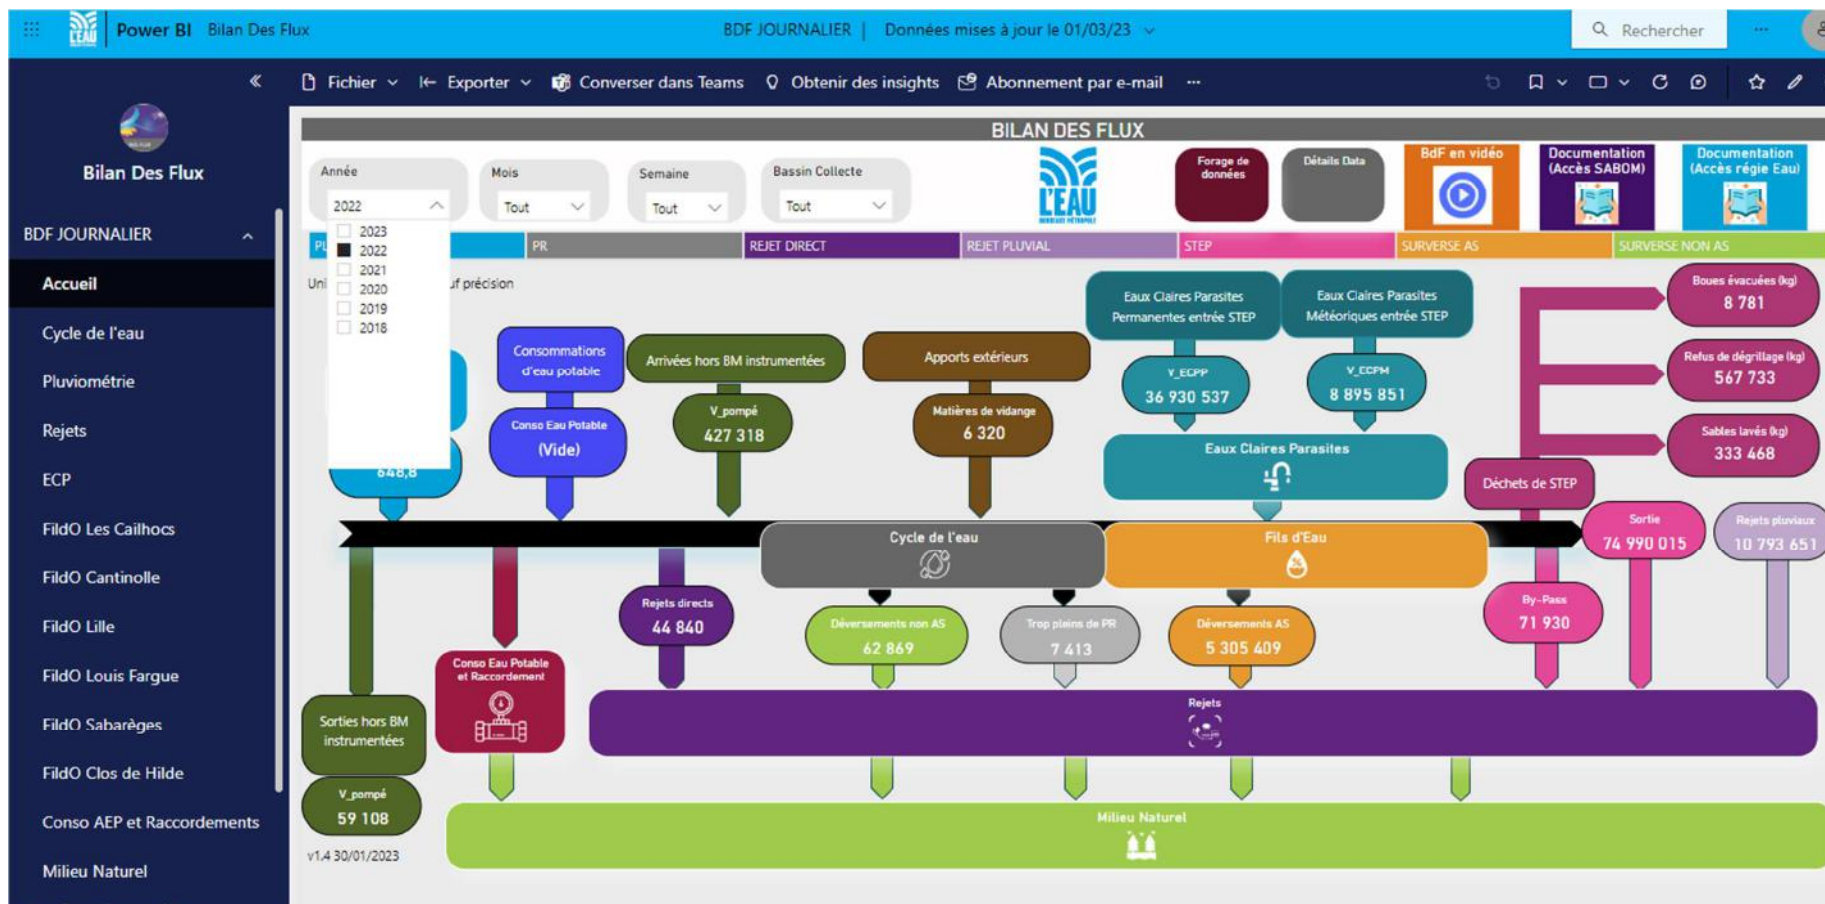 Power BI Bilan Des Flux
BDF JOURNALIER | Données mises à jour le 01/03/23
Rechercher
Fichier
Exporter
Converser dans Teams
Obtenir des insights
Abonnement par e-mail
Bilan Des Flux
BDF JOURNALIER
Accueil
Cycle de l'eau
Pluviométrie
Rejets
ECP
FildO Les Cailhocs
FildO Cantinolle
FildO Lille
FildO Louis Fargue
FildO Sabarèges
FildO Clos de Hilde
Conso AEP et Raccordements
Milieu Naturel
BILAN DES FLUX
Année
2022
2023
2022
2021
2020
2019
2018
Mois
Tout
Semaine
Tout
Bassin Collecte
Tout
L'EAU
BORDEAUX MÉTROPOLE
Forage de
données
Détails Data
BdF en vidéo
Documentation
(Accès SABOM)
Documentation
(Accès régie Eau)
PL
PR
REJET DIRECT
REJET PLUVIAL
STEP
SURVERSE AS
SURVERSE NON AS
Uni
uf précision
648,8
Consommations
d'eau potable
Conso Eau Potable
(Vide)
Arrivées hors BM instrumentées
V_pompé
427 318
Apports extérieurs
Matières de vidange
6 320
Eaux Claires Parasites
Permanentes entrée STEP
V_ECPP
36 930 537
Eaux Claires Parasites
Météoriques entrée STEP
V_ECPM
8 895 851
Eaux Claires Parasites
Boues évacuées (kg)
8 781
Refus de dégrillage (kg)
567 733
Sables lavés (kg)
333 468
Déchets de STEP
Cycle de l'eau
Fils d'Eau
Sortie
74 990 015
Rejets pluviaux
10 793 651
Rejets directs
44 840
Déversements non AS
62 869
Trop pleins de PR
7 413
Déversements AS
5 305 409
By-Pass
71 930
Conso Eau Potable
et Raccordement
Rejets
Sorties hors BM
instrumentées
V_pompé
59 108
Milieu Naturel
v1.4 30/01/2023